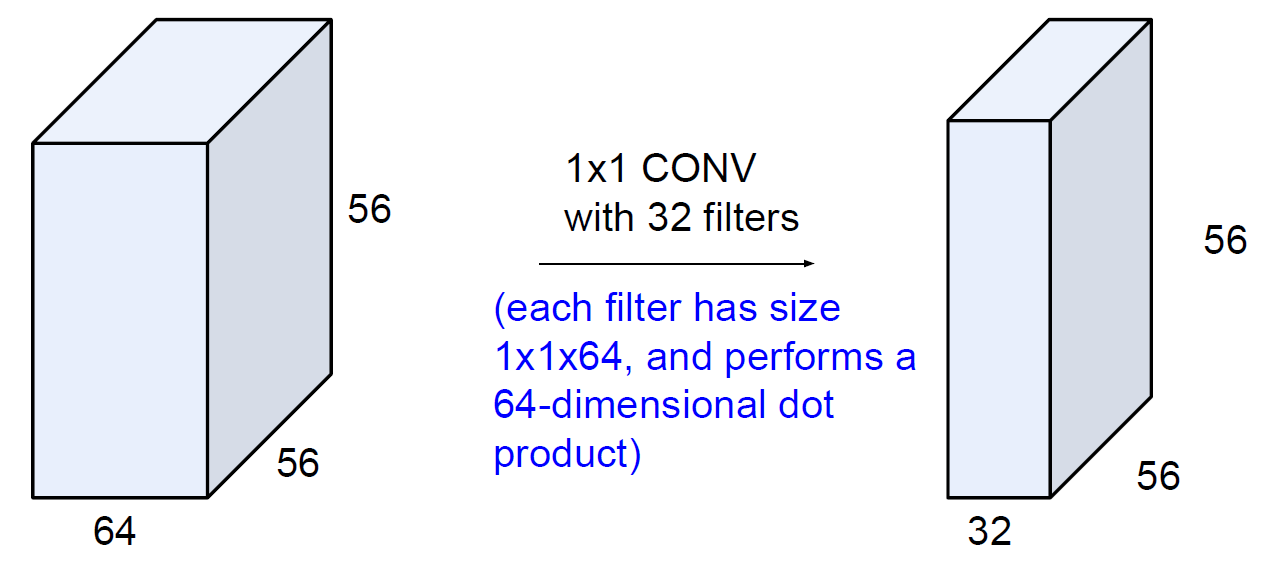 56
56
64
1x1 CONV
with 32 filters
(each filter has size
1x1x64, and performs a
64-dimensional dot
product)
56
56
32